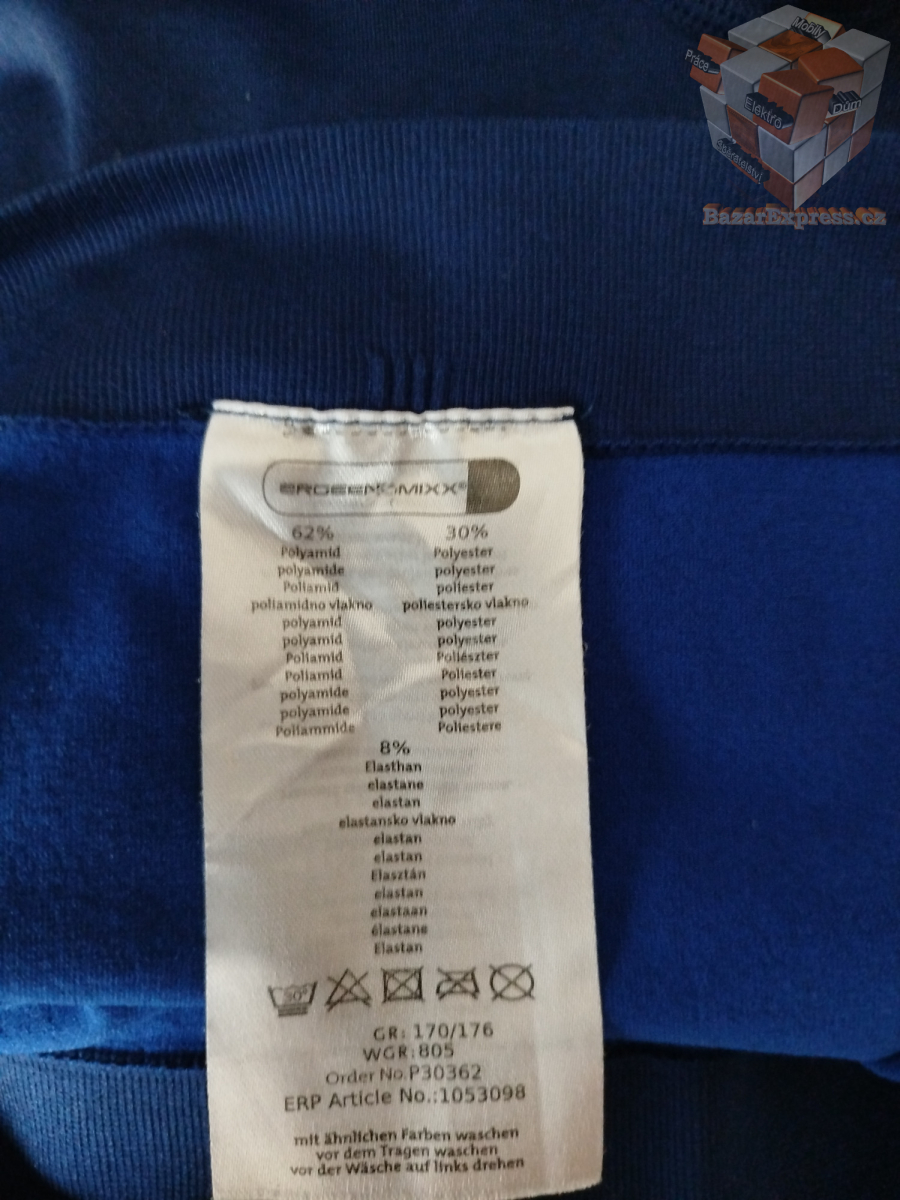 Mobily
Práce
Elektro
Dům
BazarExpress.cz
ERGEENOMIXX®
62% 30%
Polyamid Polyester
polyamide polyester
Poliamid poliester
poliamidno vlakno poliestersko vlakno
polyamid polyester
polyamid polyester
Poliamid Poliészter
Poliamid Poliester
polyamide polyester
polyamide polyester
Poliammide Poliestere
8%
Elasthan
elastane
elastan
elastansko vlakno
elastan
elastan
Elasztán
elastan
elastaan
élastane
Elastan
30°
GR: 170/176
WGR:805
Order No.P30362
ERP Article No.:1053098
mit ähnlichen Farben waschen
vor dem Tragen waschen
vor der Wäsche auf links drehen